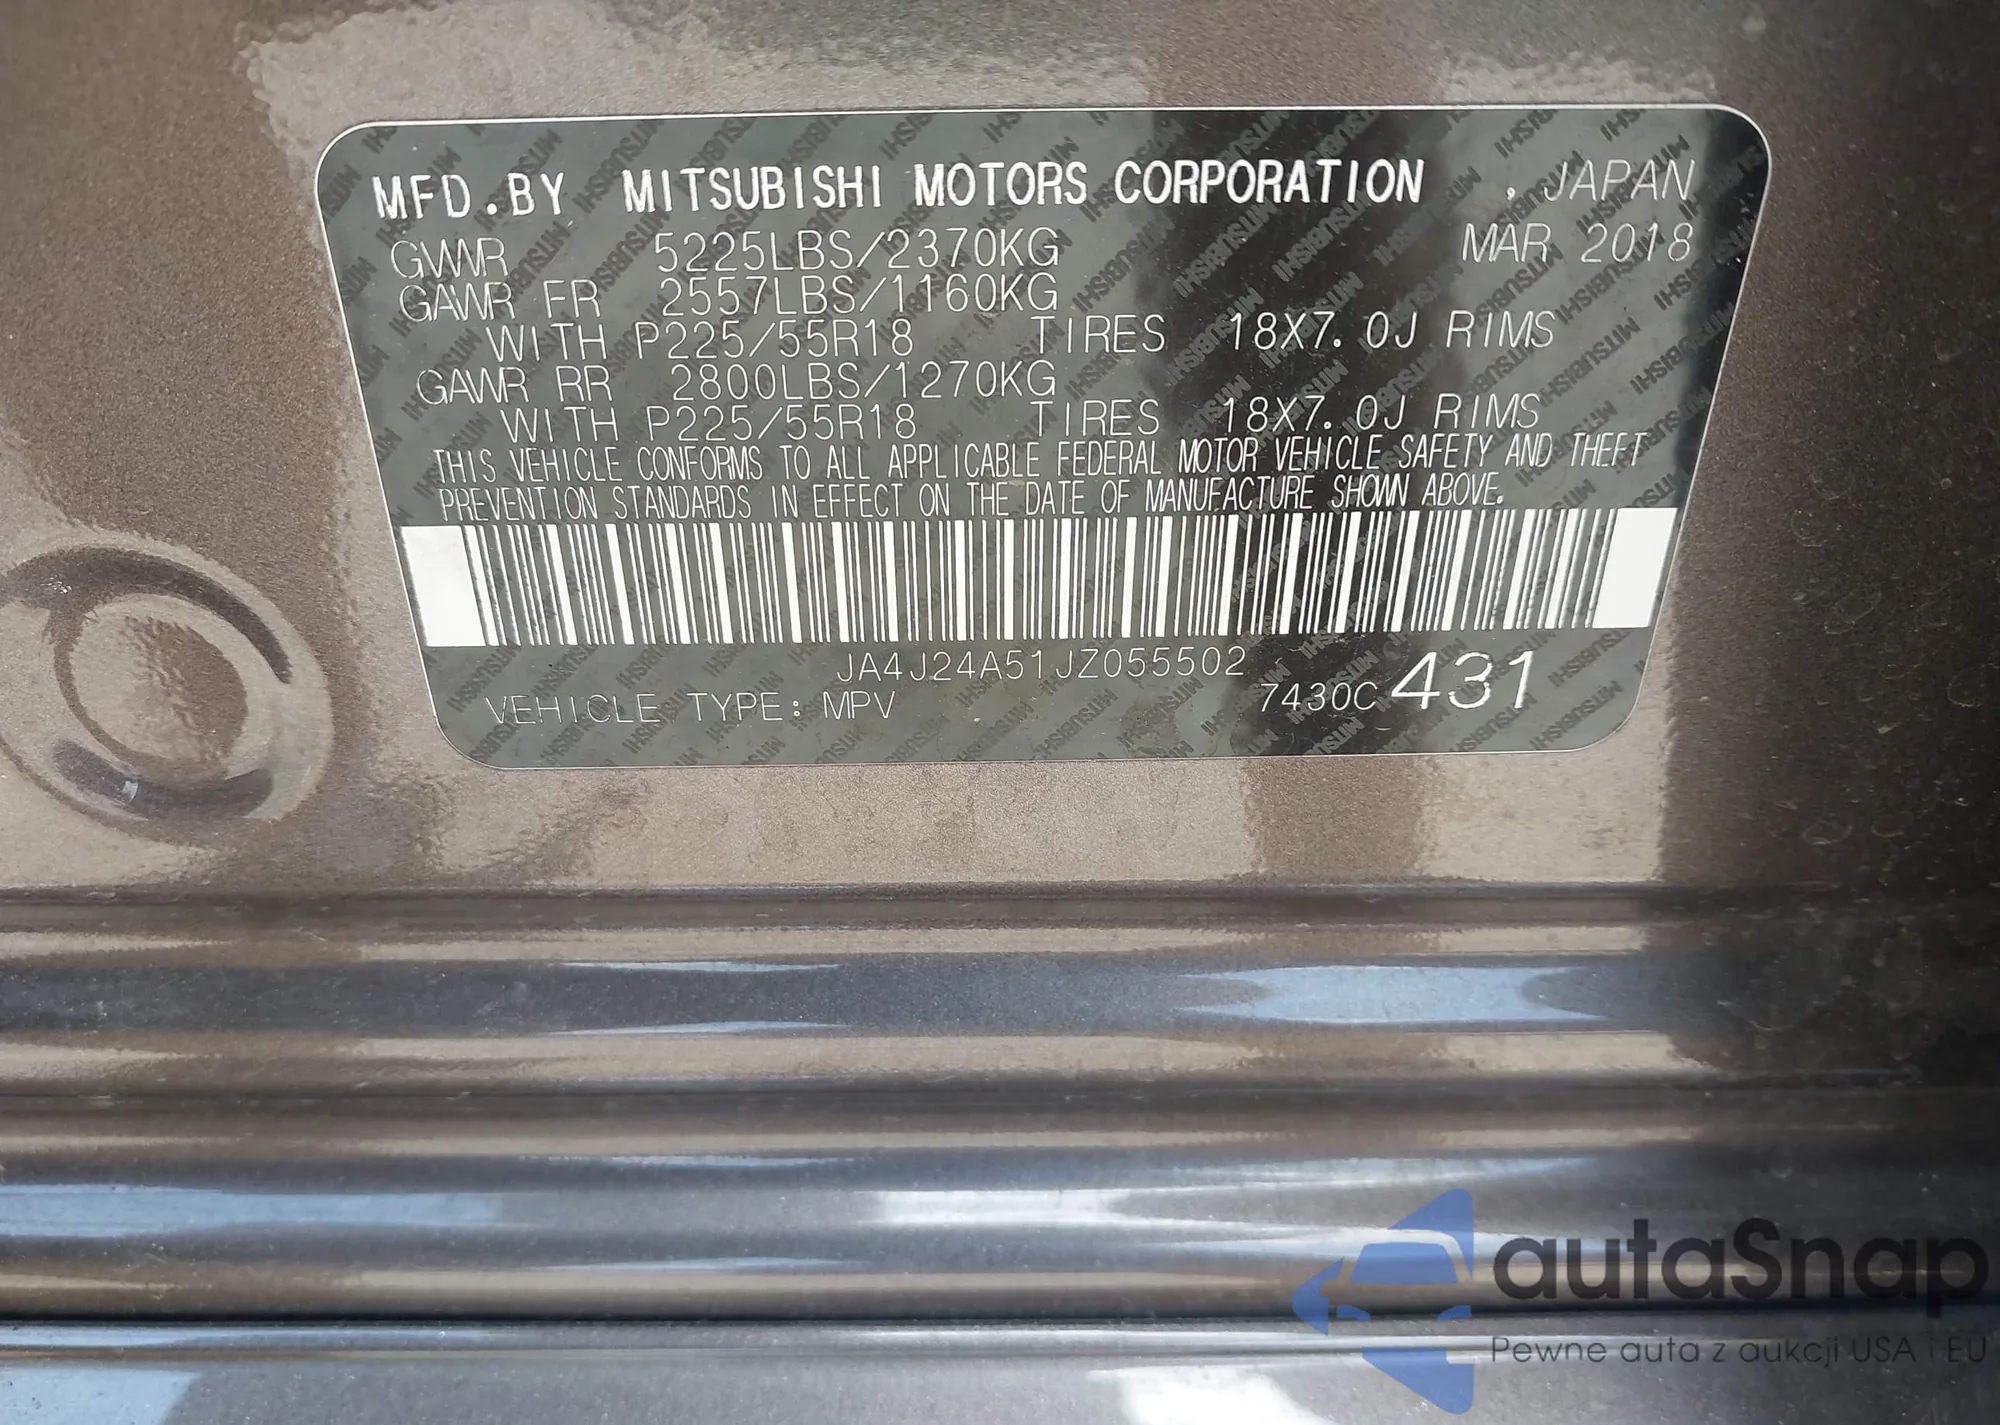 MFD.BY MITSUBISHI MOTORS CORPORATION , JAPAN
GVWR 5225LBS/2370KG MAR 2018
GAWR FR 2557LBS/1160KG
WITH P225/55R18 TIRES 18X7.0J RIMS
GAWR RR 2800LBS/1270KG
WITH P225/55R18 TIRES 18X7.0J RIMS
THIS VEHICLE CONFORMS TO ALL APPLICABLE FEDERAL MOTOR VEHICLE SAFETY AND THEFT
PREVENTION STANDARDS IN EFFECT ON THE DATE OF MANUFACTURE SHOWN ABOVE.
JA4J24A51JZ055502
VEHICLE TYPE: MPV 7430C 431
autaSnap
Pewne auta z aukcji USA i EU